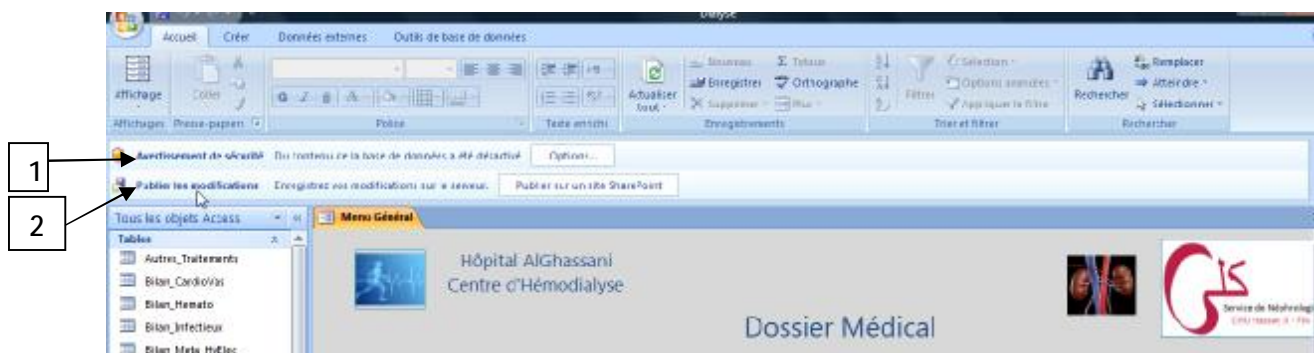 Dialyse
Accueil Créer Données externes Outils de base de données
Affichage Coller Actualiser tout Nouveau Enregistrer Supprimer Totaux Orthographe Plus Filtrer Sélection Options avancées Appliquer le filtre Rechercher Remplacer Atteindre Sélectionner
Affichages Presse-papiers Police Texte enrichi Enregistrements Trier et filtrer Rechercher
1
Avertissement de sécurité Du contenu de la base de données a été désactivé Options...
2
Publier les modifications Enregistrez vos modifications sur le serveur. Publier sur un site SharePoint
Tous les objets Access
Menu Général
Tables
Autres_Traitements
Bilan_CardioVas
Bilan_Hemato
Bilan_Infectieux
Hôpital AlGhassani
Centre d'Hémodialyse
Dossier Médical
Service de Néphrologie